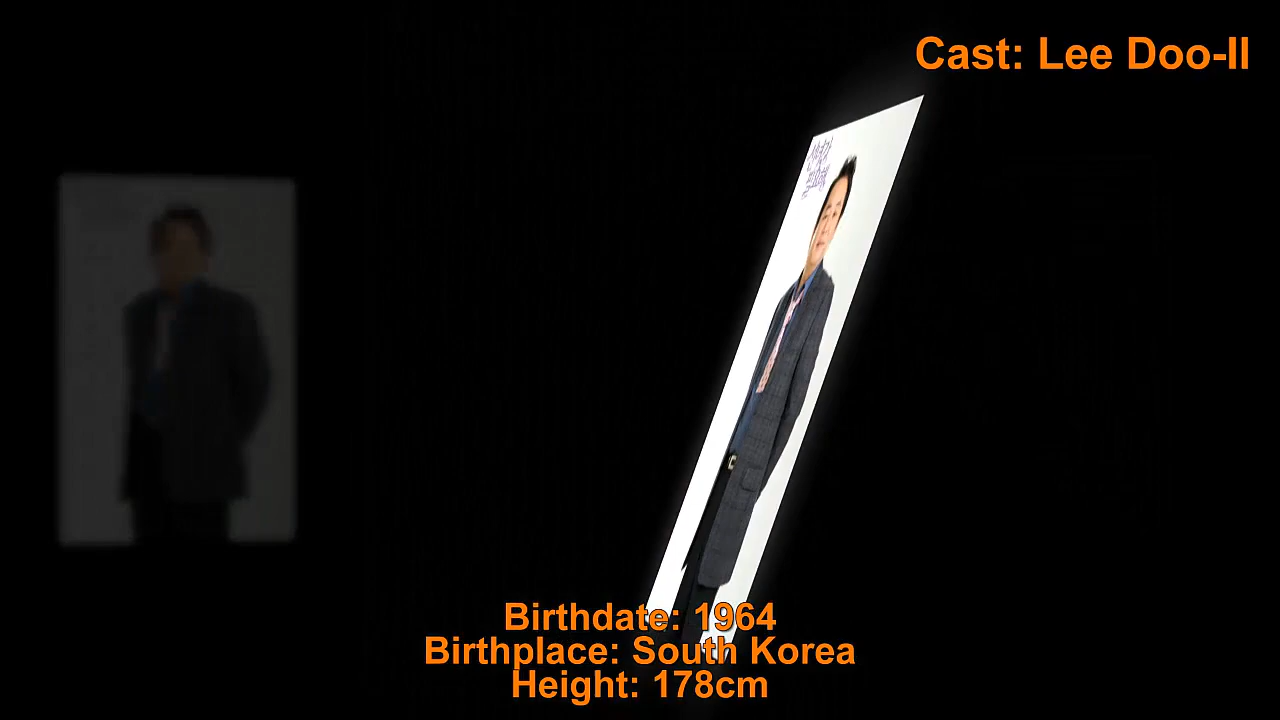 Cast: Lee Doo-Il
Birthdate: 1964
Birthplace: South Korea
Height: 178cm